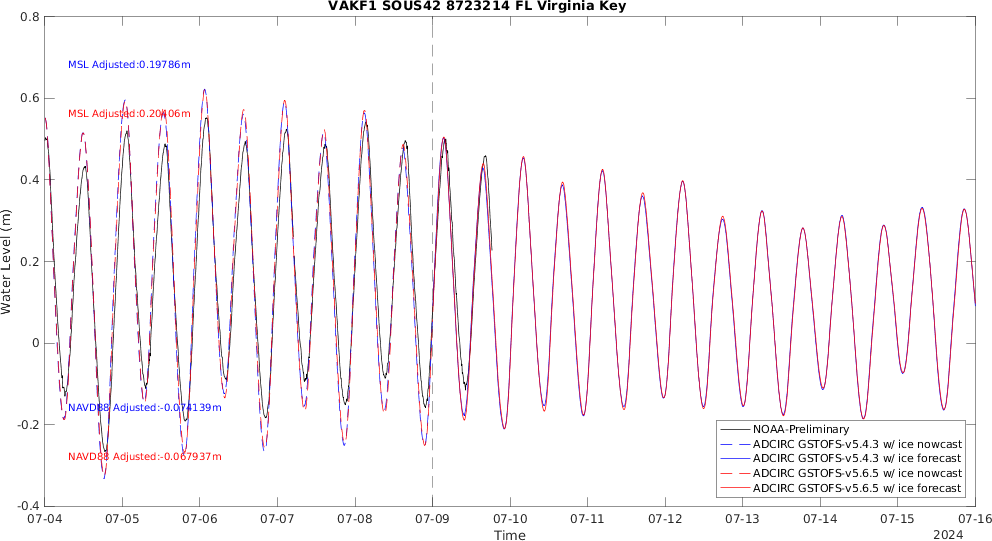 VAKF1 SOUS42 8723214 FL Virginia Key
0.8
0.6
0.4
0.2
0
-0.2
-0.4
Water Level (m)
MSL Adjusted:0.19786m
MSL Adjusted:0.20406m
NAVD88 Adjusted:-0.074139m
NAVD88 Adjusted:-0.067937m
NOAA-Preliminary
ADCIRC GSTOFS-v5.4.3 w/ ice nowcast
ADCIRC GSTOFS-v5.4.3 w/ ice forecast
ADCIRC GSTOFS-v5.6.5 w/ ice nowcast
ADCIRC GSTOFS-v5.6.5 w/ ice forecast
07-04 07-05 07-06 07-07 07-08 07-09 07-10 07-11 07-12 07-13 07-14 07-15 07-16
Time
2024